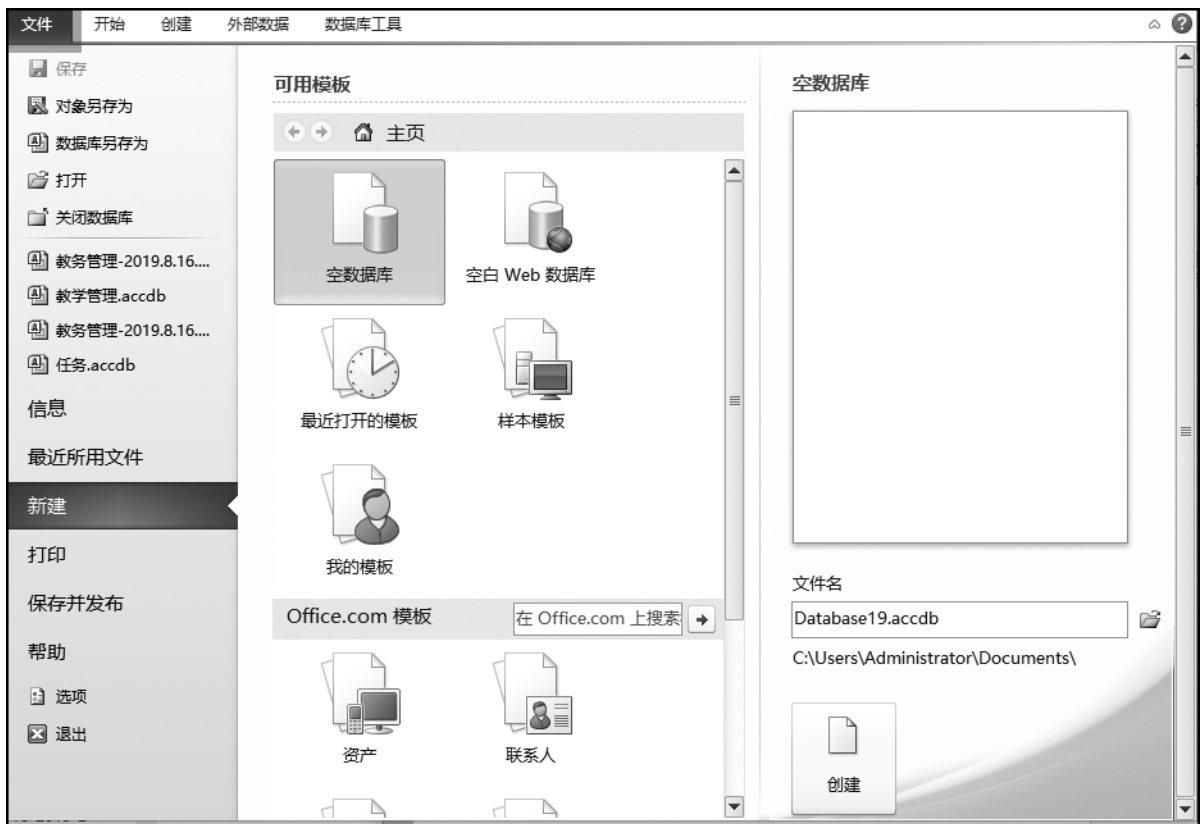 文件 开始 创建 外部数据 数据库工具
保存
对象另存为
数据库另存为
打开
关闭数据库
教务管理-2019.8.16....
教学管理.accdb
教务管理-2019.8.16....
任务.accdb
信息
最近所用文件
新建
打印
保存并发布
帮助
选项
退出
可用模板
主页
空数据库 空白 Web 数据库
最近打开的模板 样本模板
我的模板
Office.com 模板 在 Office.com 上搜索
资产 联系人
空数据库
文件名
Database19.accdb
C:\Users\Administrator\Documents\
创建